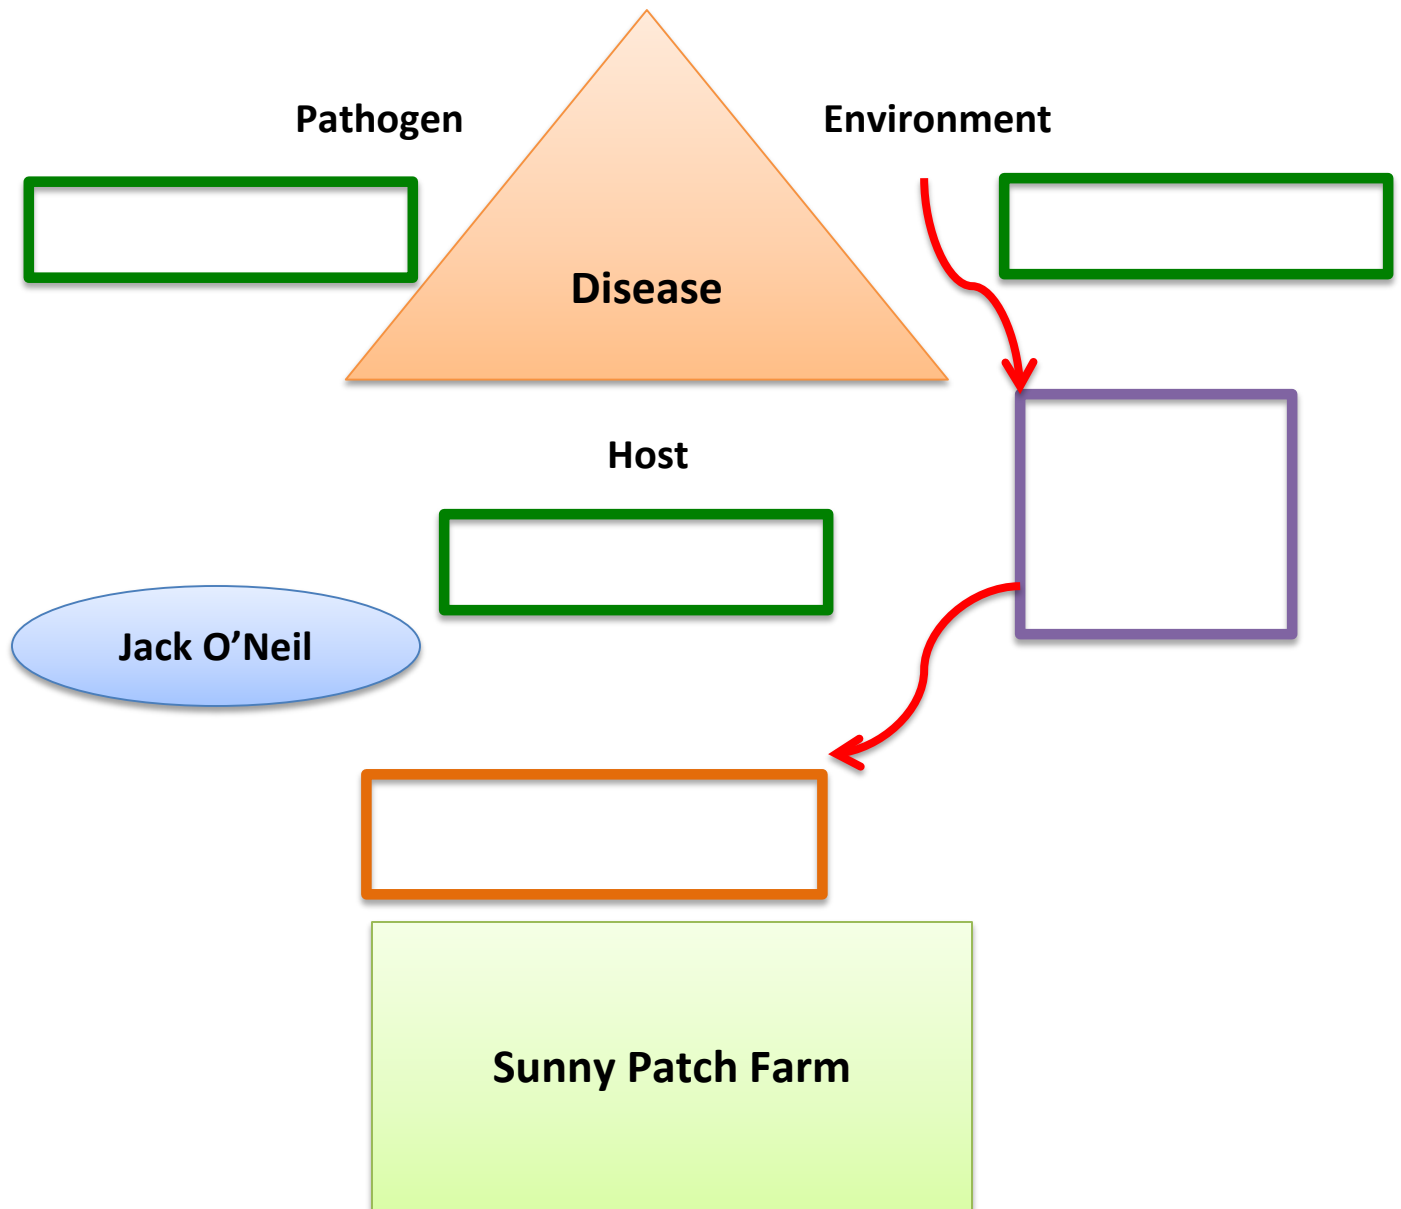 Pathogen
Environment
Disease
Host
Jack O’Neil
Sunny Patch Farm